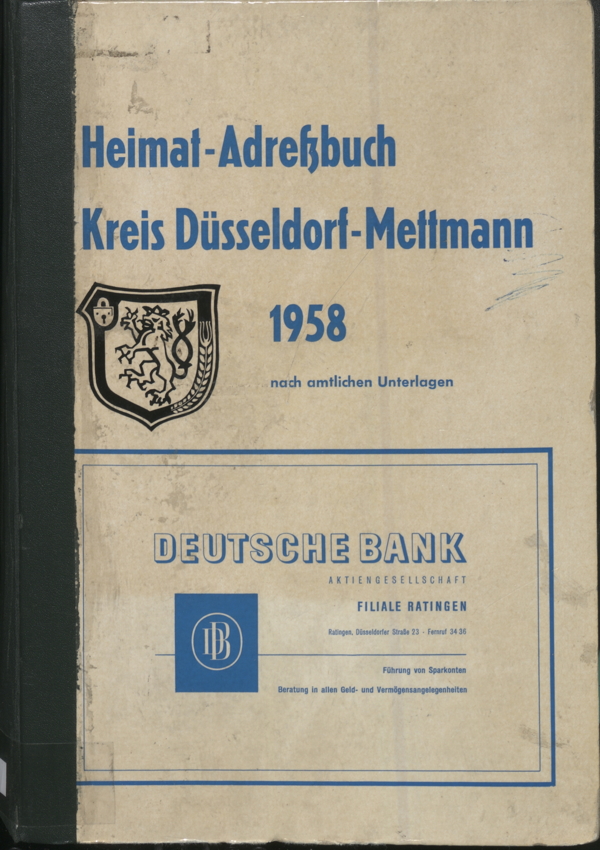 Heimat-Adreßbuch
Kreis Düsseldorf-Mettmann
1958
nach amtlichen Unterlagen
DEUTSCHE BANK
AKTIENGESELLSCHAFT
FILIALE RATINGEN
Ratingen, Düsseldorfer Straße 23 - Fernruf 34 36
DB
Führung von Sparkonten
Beratung in allen Geld- und Vermögensangelegenheiten